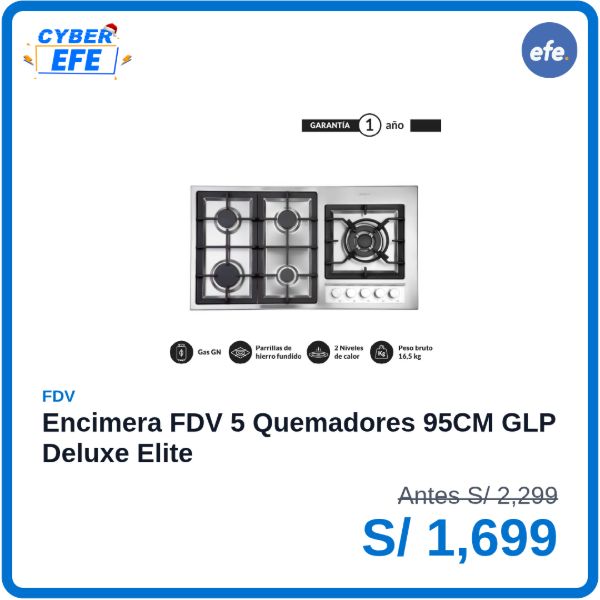 CYBER
EFE
efe.
GARANTÍA 1 año
Gas GN
Parrillas de
hierro fundido
2 Niveles
de calor
Kg
Peso bruto
16,5 kg
FDV
Encimera FDV 5 Quemadores 95CM GLP
Deluxe Elite
Antes S/ 2,299
S/ 1,699